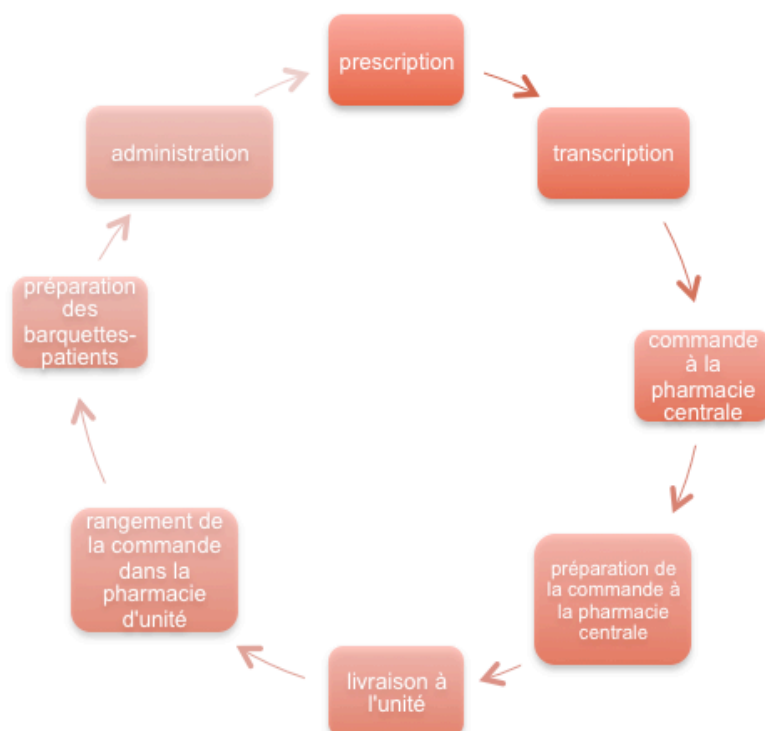 prescription
transcription
commande
à la
pharmacie
centrale
préparation de
la commande à
la pharmacie
centrale
livraison à
l'unité
rangement de
la commande
dans la
pharmacie
d'unité
préparation
des
barquettes-
patients
administration